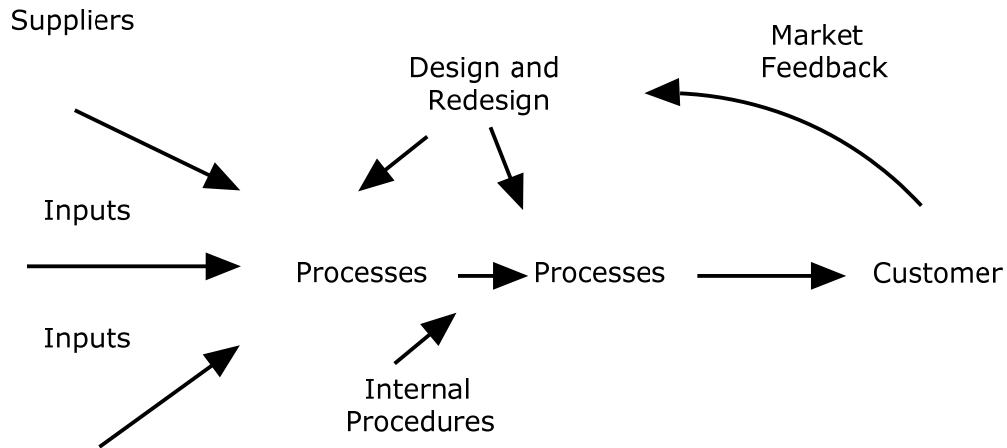 Suppliers
Market
Feedback
Design and
Redesign
Inputs
Processes
Processes
Customer
Inputs
Internal
Procedures